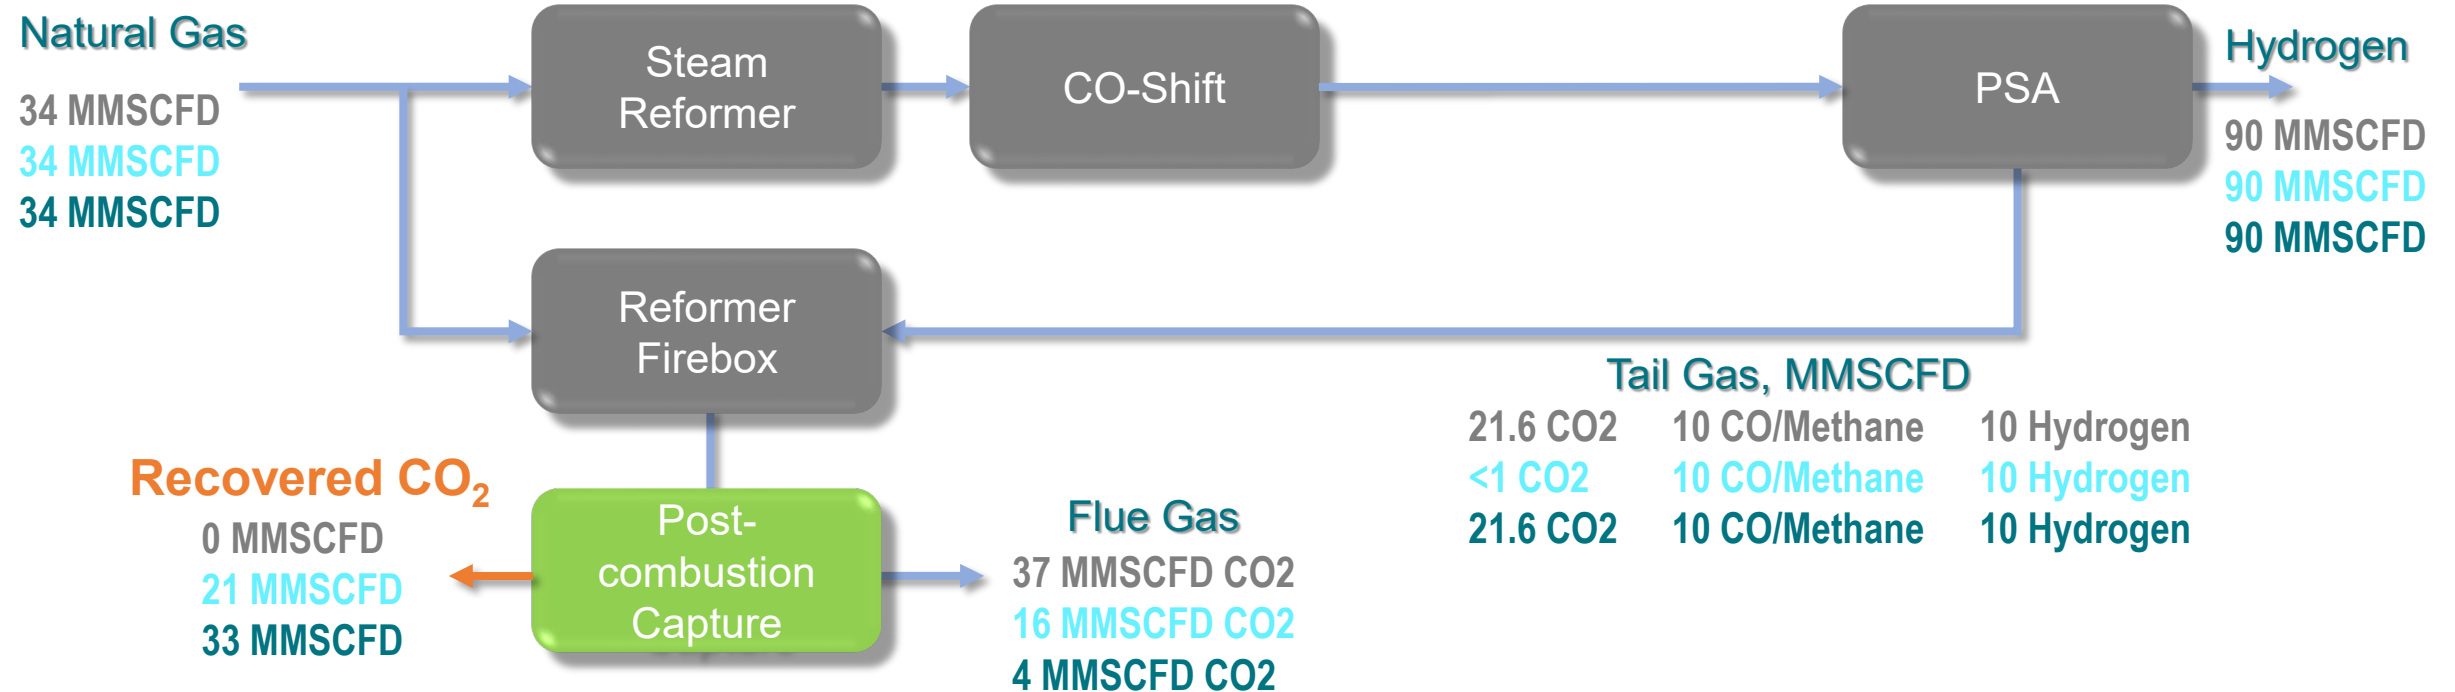 Natural Gas
34 MMSCFD
34 MMSCFD
34 MMSCFD
Steam
Reformer
CO-Shift
PSA
Hydrogen
90 MMSCFD
90 MMSCFD
90 MMSCFD
Reformer
Firebox
Tail Gas, MMSCFD
21.6 CO2 10 CO/Methane 10 Hydrogen
<1 CO2 10 CO/Methane 10 Hydrogen
21.6 CO2 10 CO/Methane 10 Hydrogen
Recovered CO₂
0 MMSCFD
21 MMSCFD
33 MMSCFD
Post-
combustion
Capture
Flue Gas
37 MMSCFD CO2
16 MMSCFD CO2
4 MMSCFD CO2